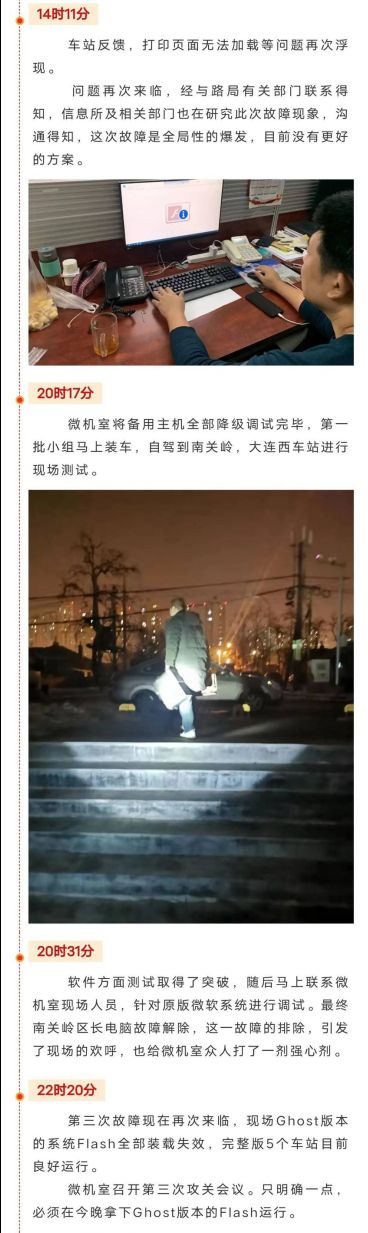 14时11分
车站反馈，打印页面无法加载等问题再次浮
现。
问题再次来临，经与路局有关部门联系得
知，信息所及相关部门也在研究此次故障现象，沟
通得知，这次故障是全局性的爆发，目前没有更好
的方案。
20时17分
微机室将备用主机全部降级调试完毕，第一
批小组马上装车，自驾到南关岭，大连西车站进行
现场测试。
20时31分
软件方面测试取得了突破，随后马上联系微
机室现场人员，针对原版微软系统进行调试。最终
南关岭区长电脑故障解除，这一故障的排除，引发
了现场的欢呼，也给微机室众人打了一剂强心剂。
22时20分
第三次故障现在再次来临，现场Ghost版本
的系统Flash全部装载失效，完整版5个车站目前
良好运行。
微机室召开第三次攻关会议。只明确一点，
必须在今晚拿下Ghost版本的Flash运行。